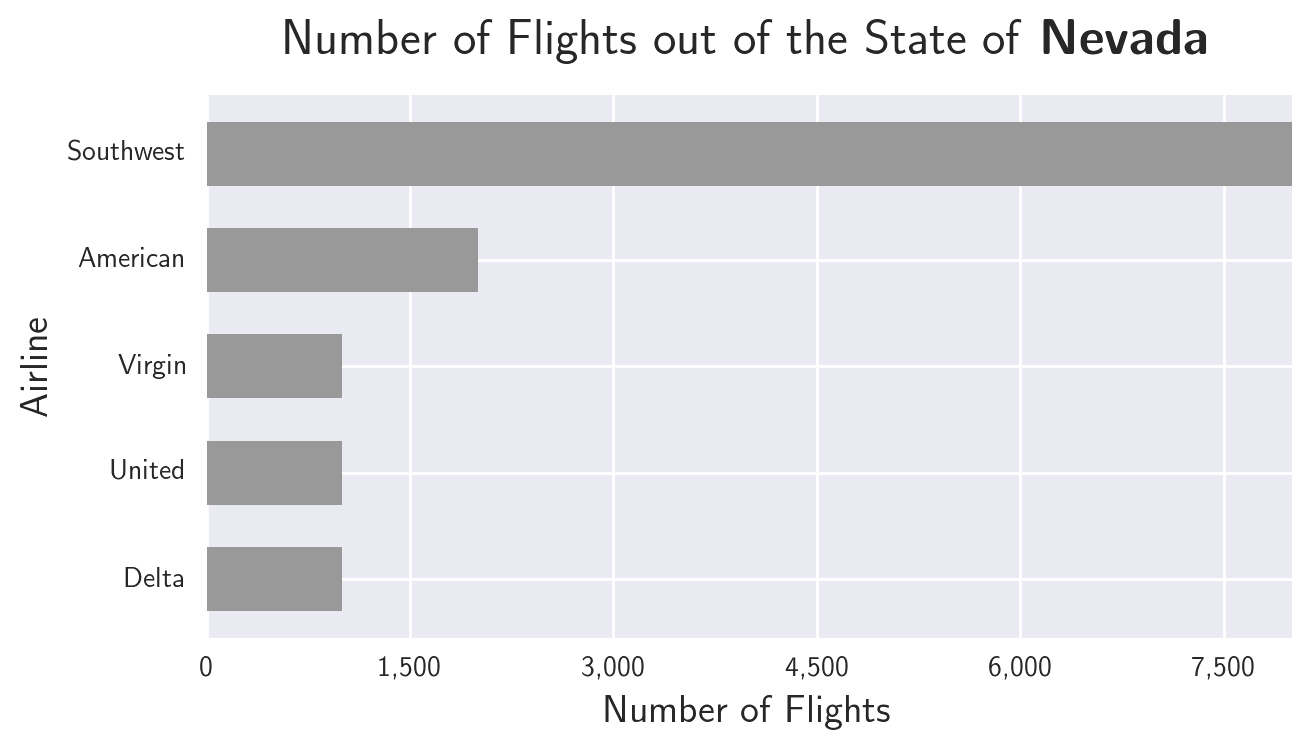 Number of Flights out of the State of Nevada
Southwest
American
Virgin
United
Delta
Airline
0 1,500 3,000 4,500 6,000 7,500
Number of Flights